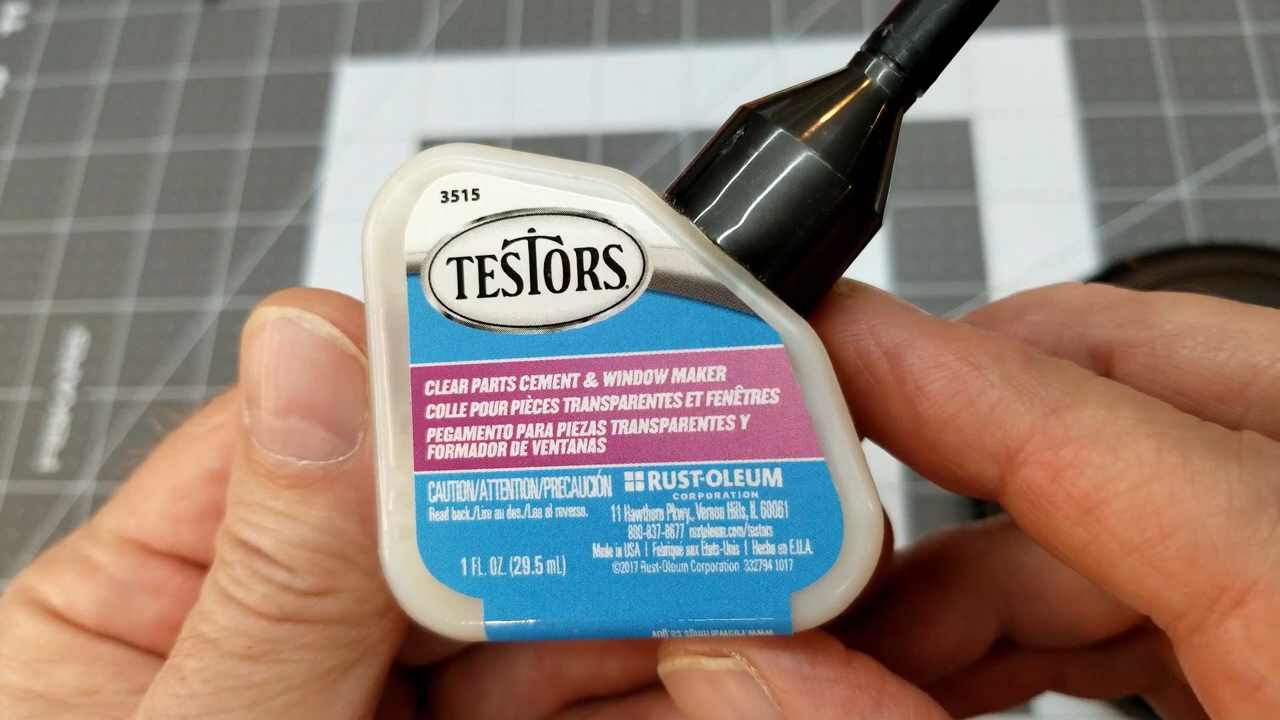 3515
TESTORS
CLEAR PARTS CEMENT & WINDOW MAKER
COLLE POUR PIÈCES TRANSPARENTES ET FENÊTRES
PEGAMENTO PARA PIEZAS TRANSPARENTES Y
FORMADOR DE VENTANAS
CAUTION/ATTENTION/PRECAUCIÓN
Read back./Lire au dos./Lea al reverso.
RUST-OLEUM
CORPORATION
11 Hawthorn Pkwy., Vernon Hills, IL 60061
800-837-8677 rustoleum.com/testors
Made in USA | Fabriqué aux États-Unis | Hecho en E.U.A.
©2017 Rust-Oleum Corporation 332794 1017
1 FL. OZ. (29.5 mL)